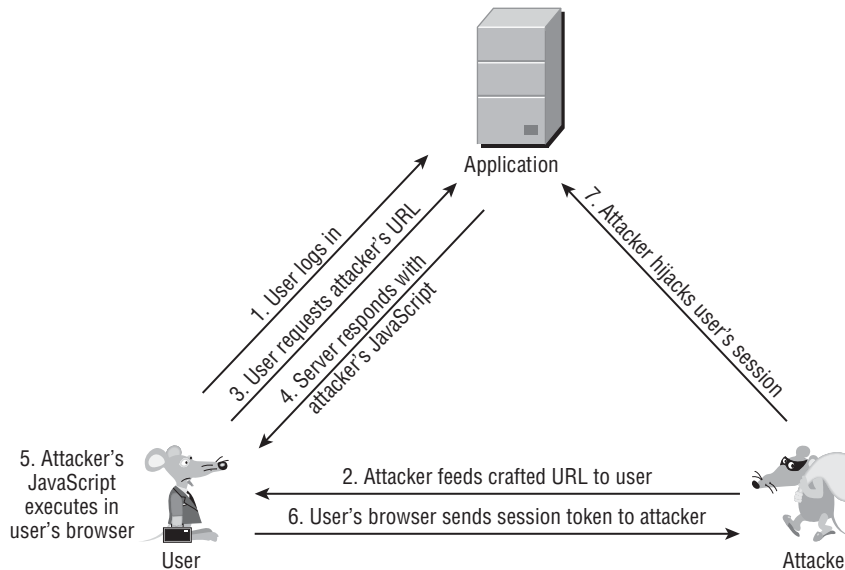 Application
1. User logs in
3. User requests attacker's URL
4. Server responds with
attacker's JavaScript
7. Attacker hijacks user's session
5. Attacker's
JavaScript
executes in
user's browser
2. Attacker feeds crafted URL to user
6. User's browser sends session token to attacker
User
Attacke